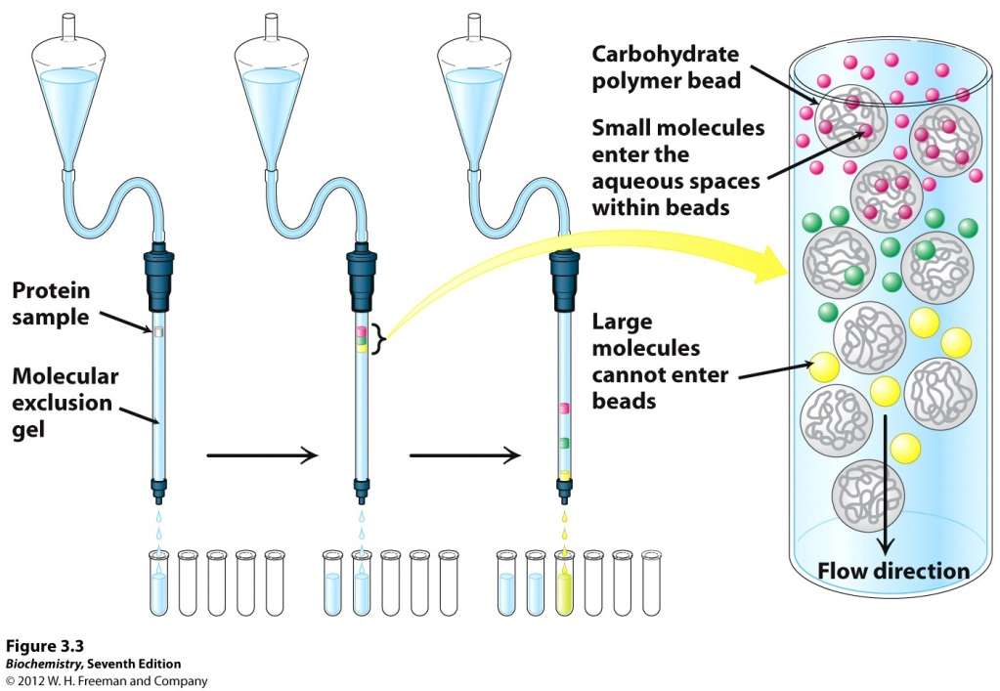 Carbohydrate
polymer bead
Small molecules
enter the
aqueous spaces
within beads
Protein
sample
Molecular
exclusion
gel
Large
molecules
cannot enter
beads
Flow direction
Figure 3.3
Biochemistry, Seventh Edition
© 2012 W. H. Freeman and Company